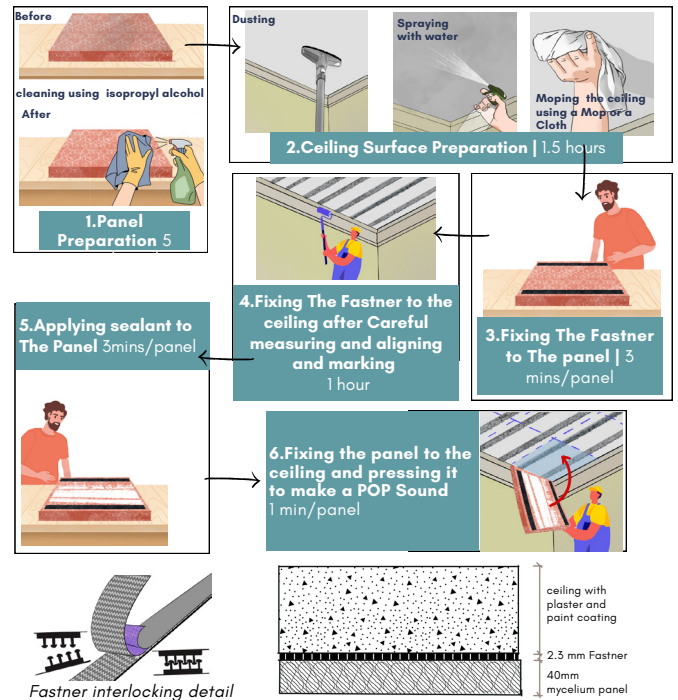 Before
cleaning using isopropyl alcohol
After
1.Panel
Preparation 5
Dusting
Spraying
with water
Moping the ceiling
using a Mop or a
Cloth
2.Ceiling Surface Preparation | 1.5 hours
3.Fixing The Fastner
to The panel | 3
mins/panel
4.Fixing The Fastner to the
ceiling after Careful
measuring and aligning
and marking
1 hour
5.Applying sealant to
The Panel 3mins/panel
6.Fixing the panel to the
ceiling and pressing it
to make a POP Sound
1 min/panel
Fastner interlocking detail
ceiling with
plaster and
paint coating
2.3 mm Fastner
40mm
mycelium panel